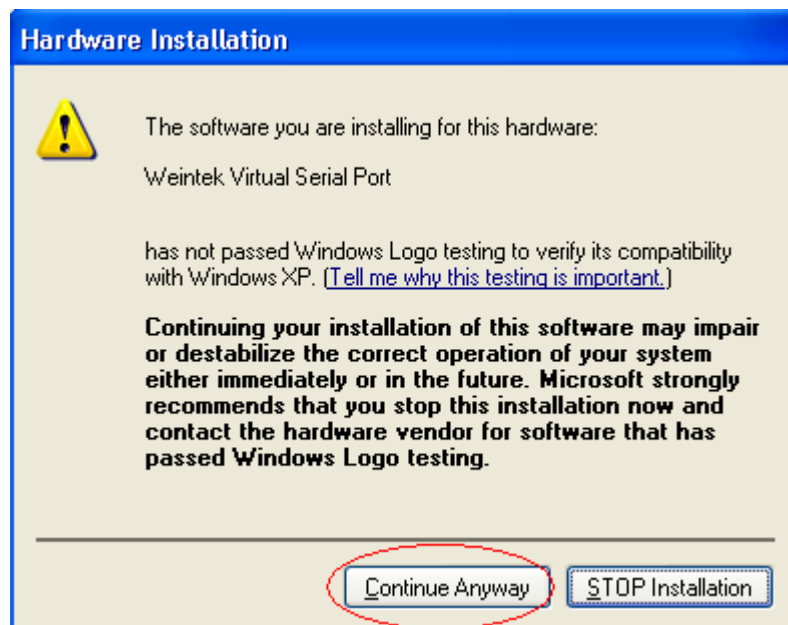 Hardware Installation
The software you are installing for this hardware:
Weintek Virtual Serial Port
has not passed Windows Logo testing to verify its compatibility
with Windows XP. (Tell me why this testing is important.)
Continuing your installation of this software may impair
or destabilize the correct operation of your system
either immediately or in the future. Microsoft strongly
recommends that you stop this installation now and
contact the hardware vendor for software that has
passed Windows Logo testing.
Continue Anyway STOP Installation